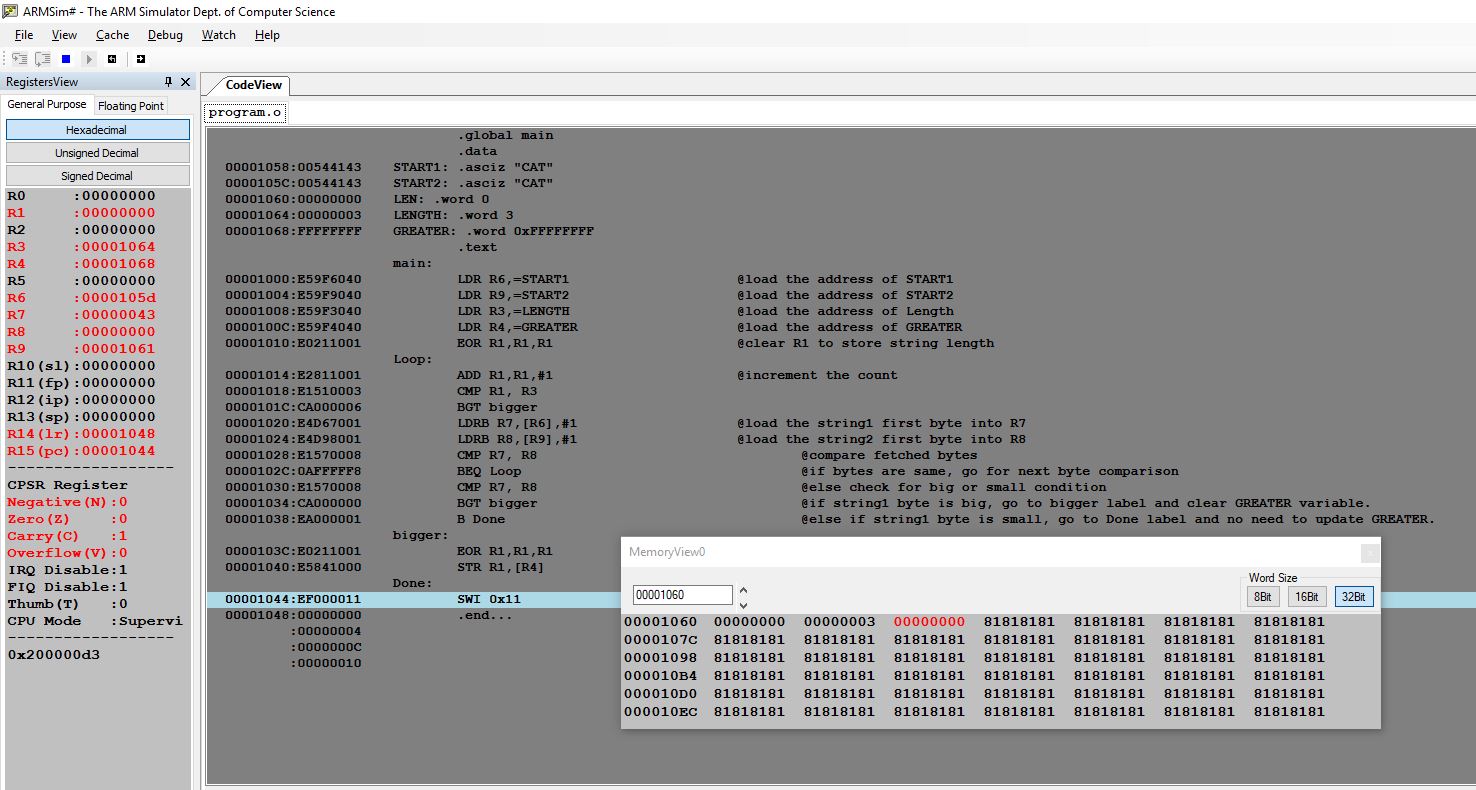 ARMSim# - The ARM Simulator Dept. of Computer Science
File View Cache Debug Watch Help
RegistersView
General Purpose Floating Point
Hexadecimal
Unsigned Decimal
Signed Decimal
R0 :00000000
R1 :00000000
R2 :00000000
R3 :00001064
R4 :00001068
R5 :00000000
R6 :0000105d
R7 :00000043
R8 :00000000
R9 :00001061
R10(sl):00000000
R11(fp):00000000
R12(ip):00000000
R13(sp):00000000
R14(lr):00001048
R15(pc):00001044
------------------
CPSR Register
Negative(N):0
Zero(Z) :0
Carry(C) :1
Overflow(V):0
IRQ Disable:1
FIQ Disable:1
Thumb(T) :0
CPU Mode :Supervi
------------------
0x200000d3
CodeView
program.o
.global main
.data
00001058:00544143 START1: .asciz "CAT"
0000105C:00544143 START2: .asciz "CAT"
00001060:00000000 LEN: .word 0
00001064:00000003 LENGTH: .word 3
00001068:FFFFFFFF GREATER: .word 0xFFFFFFFF
.text
main:
00001000:E59F6040 LDR R6,=START1 @load the address of START1
00001004:E59F9040 LDR R9,=START2 @load the address of START2
00001008:E59F3040 LDR R3,=LENGTH @load the address of Length
0000100C:E59F4040 LDR R4,=GREATER @load the address of GREATER
00001010:E0211001 EOR R1,R1,R1 @clear R1 to store string length
Loop:
00001014:E2811001 ADD R1,R1,#1 @increment the count
00001018:E1510003 CMP R1, R3
0000101C:CA000006 BGT bigger
00001020:E4D67001 LDRB R7,[R6],#1 @load the string1 first byte into R7
00001024:E4D98001 LDRB R8,[R9],#1 @load the string2 first byte into R8
00001028:E1570008 CMP R7, R8 @compare fetched bytes
0000102C:0AFFFFF8 BEQ Loop @if bytes are same, go for next byte comparison
00001030:E1570008 CMP R7, R8 @else check for big or small condition
00001034:CA000000 BGT bigger @if string1 byte is big, go to bigger label and clear GREATER variable.
00001038:EA000001 B Done @else if string1 byte is small, go to Done label and no need to update GREATER.
bigger:
0000103C:E0211001 EOR R1,R1,R1
00001040:E5841000 STR R1,[R4]
Done:
00001044:EF000011 SWI 0x11
00001048:00000000 .end...
:00000004
:0000000C
:00000010
MemoryView0
00001060
Word Size
8Bit 16Bit 32Bit
00001060 00000000 00000003 00000000 81818181 81818181 81818181 81818181
0000107C 81818181 81818181 81818181 81818181 81818181 81818181 81818181
00001098 81818181 81818181 81818181 81818181 81818181 81818181 81818181
000010B4 81818181 81818181 81818181 81818181 81818181 81818181 81818181
000010D0 81818181 81818181 81818181 81818181 81818181 81818181 81818181
000010EC 81818181 81818181 81818181 81818181 81818181 81818181 81818181